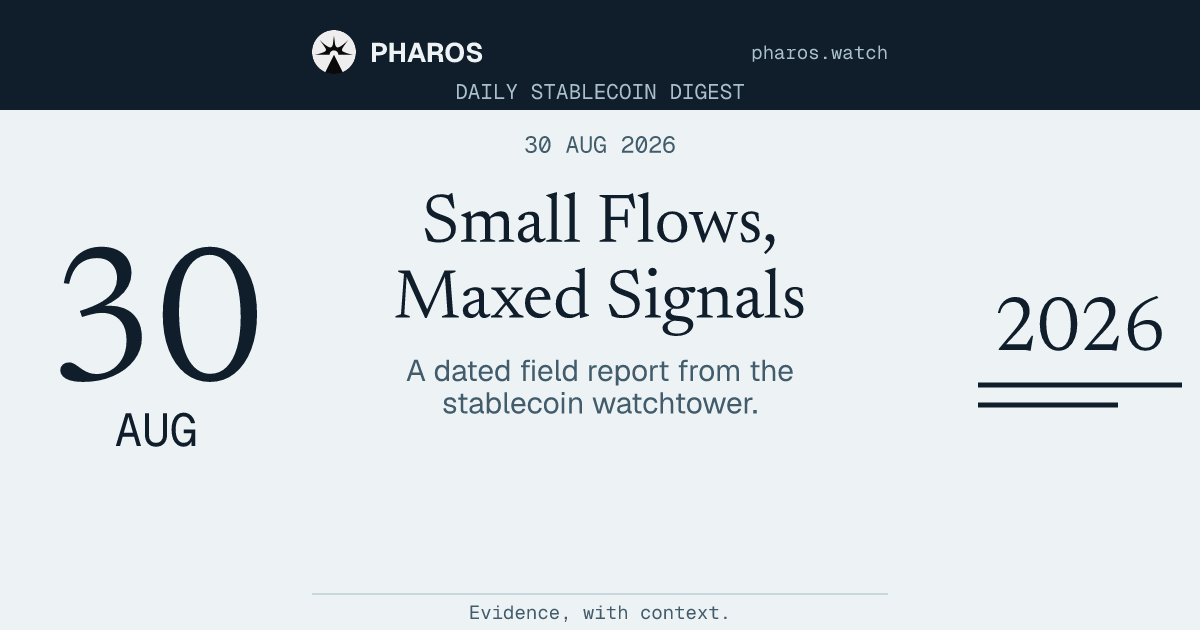 PHAROS
pharos.watch
DAILY STABLECOIN DIGEST
30 AUG 2026
Small Flows,
Maxed Signals
A dated field report from the
stablecoin watchtower.
30
AUG
2026
Evidence, with context.